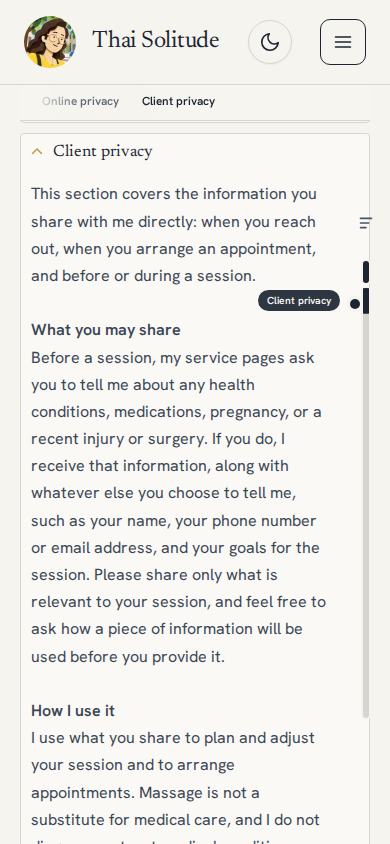 Thai Solitude
Online privacy
Client privacy
Client privacy
This section covers the information you
share with me directly: when you reach
out, when you arrange an appointment,
and before or during a session.
Client privacy
What you may share
Before a session, my service pages ask
you to tell me about any health
conditions, medications, pregnancy, or a
recent injury or surgery. If you do, I
receive that information, along with
whatever else you choose to tell me,
such as your name, your phone number
or email address, and your goals for the
session. Please share only what is
relevant to your session, and feel free to
ask how a piece of information will be
used before you provide it.
How I use it
I use what you share to plan and adjust
your session and to arrange
appointments. Massage is not a
substitute for medical care, and I do not